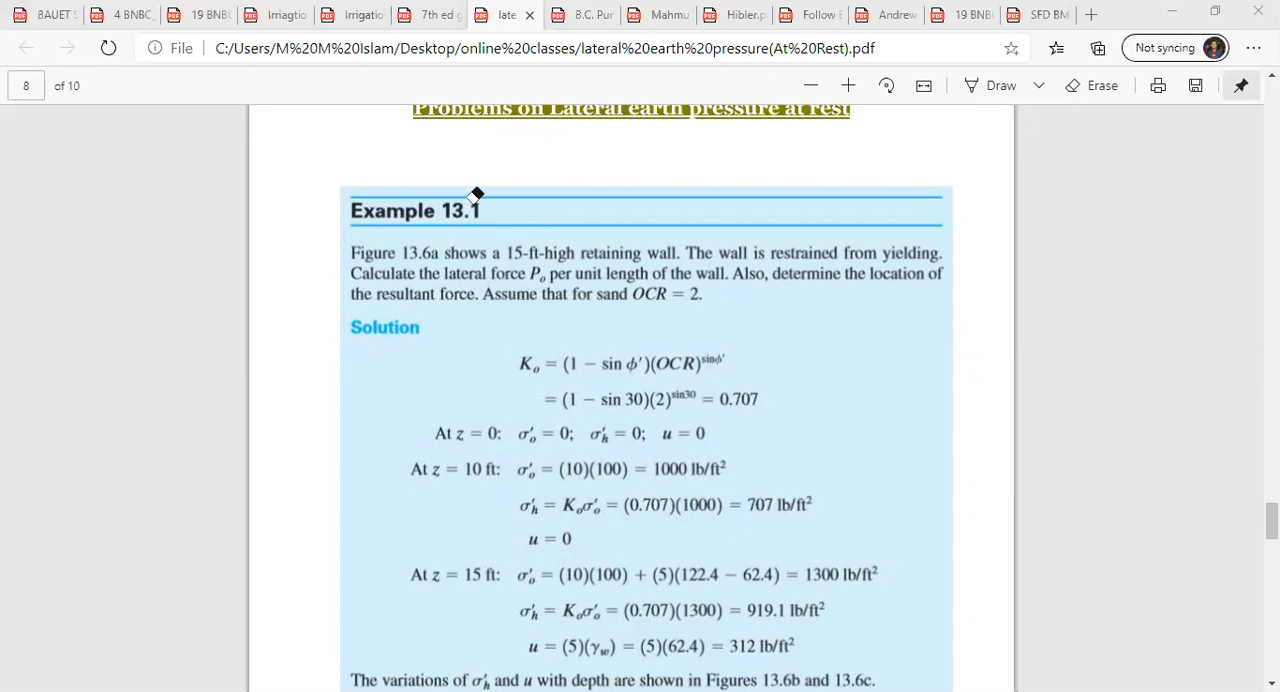 BAUET S 4 BNBC_ 19 BNB Irriagtio Irrigatio 7th ed g late B.C. Pur Mahmu Hibler.p Follow E Andrew 19 BNB SFD BM
File C:/Users/M%20M%20Islam/Desktop/online%20classes/lateral%20earth%20pressure(At%20Rest).pdf Not syncing
8 of 10 Draw Erase
Problems on Lateral earth pressure at rest
Example 13.1
Figure 13.6a shows a 15-ft-high retaining wall. The wall is restrained from yielding.
Calculate the lateral force Pₒ per unit length of the wall. Also, determine the location of
the resultant force. Assume that for sand OCR = 2.
Solution
Kₒ = (1 − sin ϕ′)(OCR)^sinϕ′
= (1 − sin 30)(2)^sin30 = 0.707
At z = 0: σ′ₒ = 0; σ′ₕ = 0; u = 0
At z = 10 ft: σ′ₒ = (10)(100) = 1000 lb/ft²
σ′ₕ = Kₒσ′ₒ = (0.707)(1000) = 707 lb/ft²
u = 0
At z = 15 ft: σ′ₒ = (10)(100) + (5)(122.4 − 62.4) = 1300 lb/ft²
σ′ₕ = Kₒσ′ₒ = (0.707)(1300) = 919.1 lb/ft²
u = (5)(γ_w) = (5)(62.4) = 312 lb/ft²
The variations of σ′ₕ and u with depth are shown in Figures 13.6b and 13.6c.